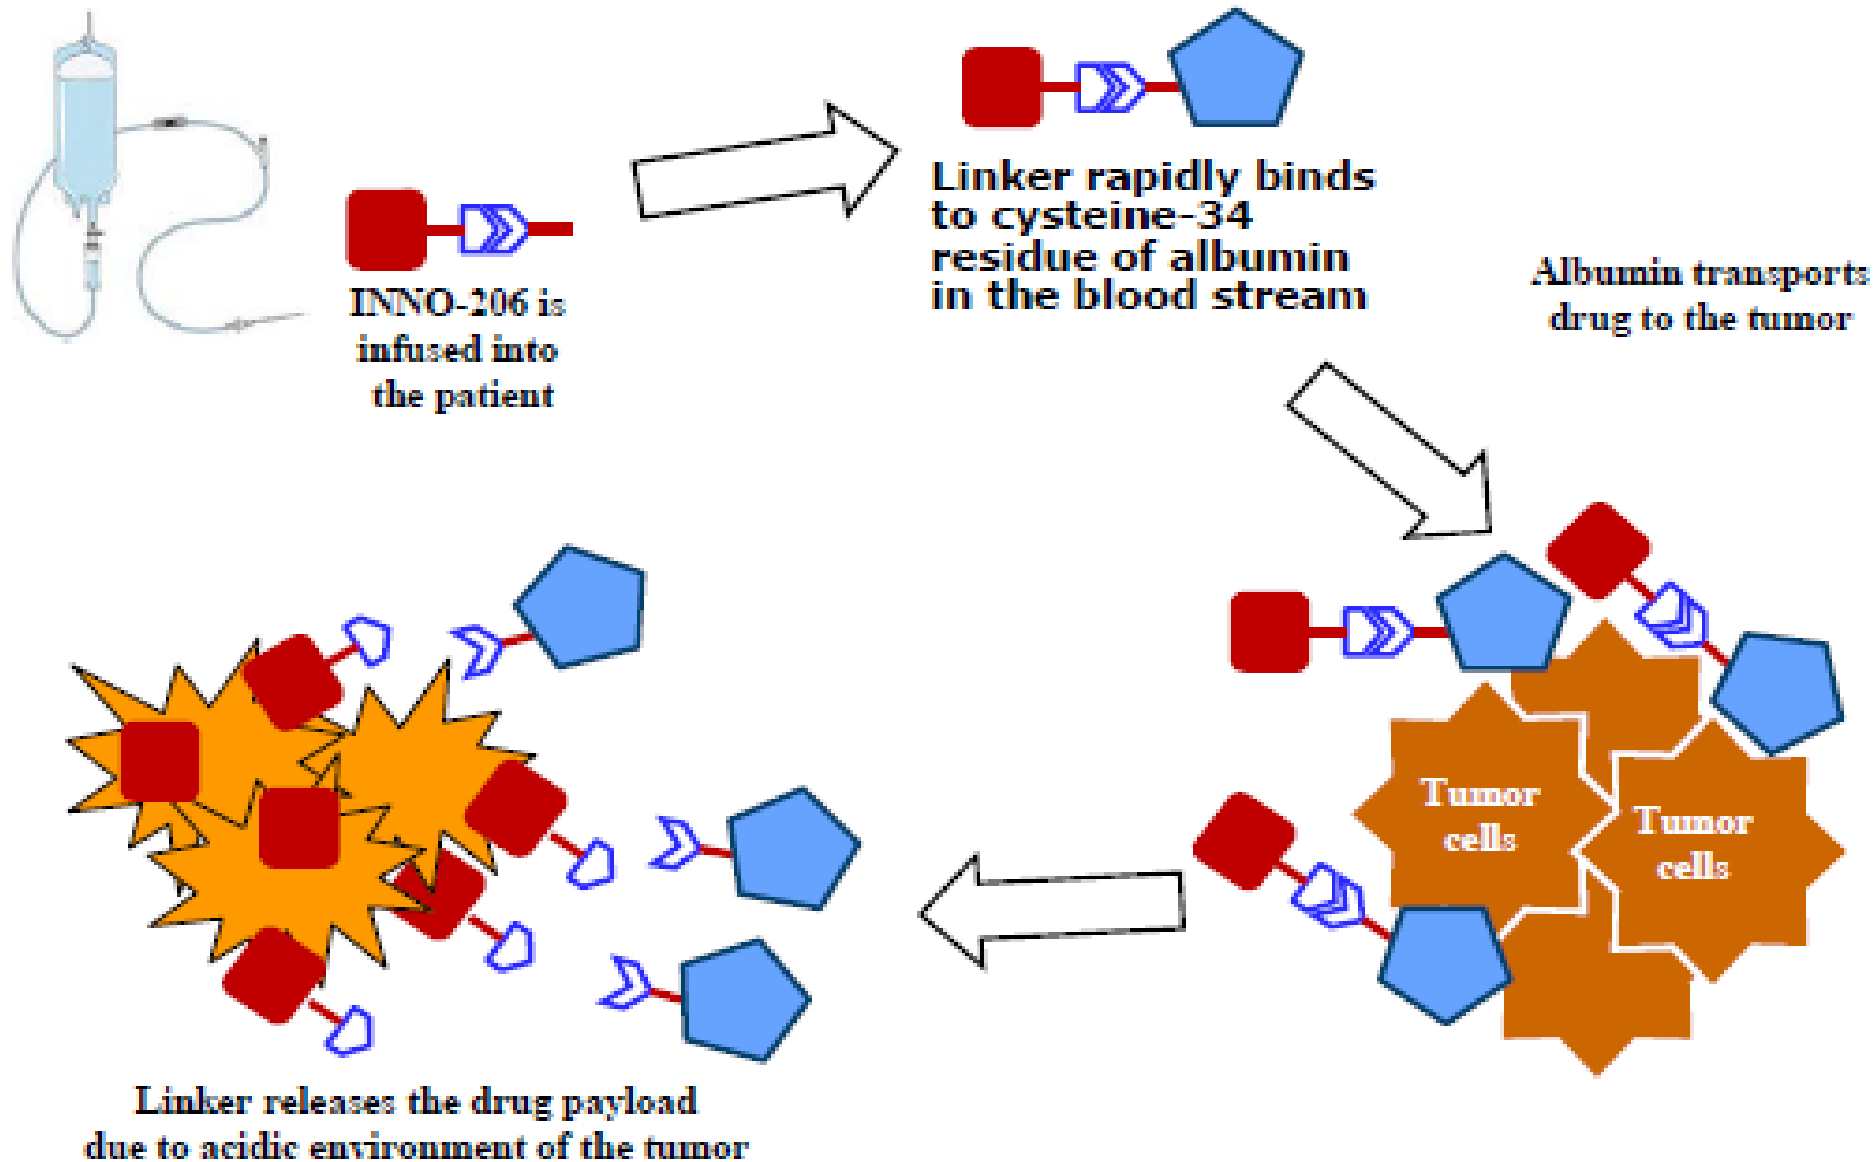 INNO-206 is
infused into
the patient
Linker rapidly binds
to cysteine-34
residue of albumin
in the blood stream
Albumin transports
drug to the tumor
Tumor
cells
Tumor
cells
Linker releases the drug payload
due to acidic environment of the tumor